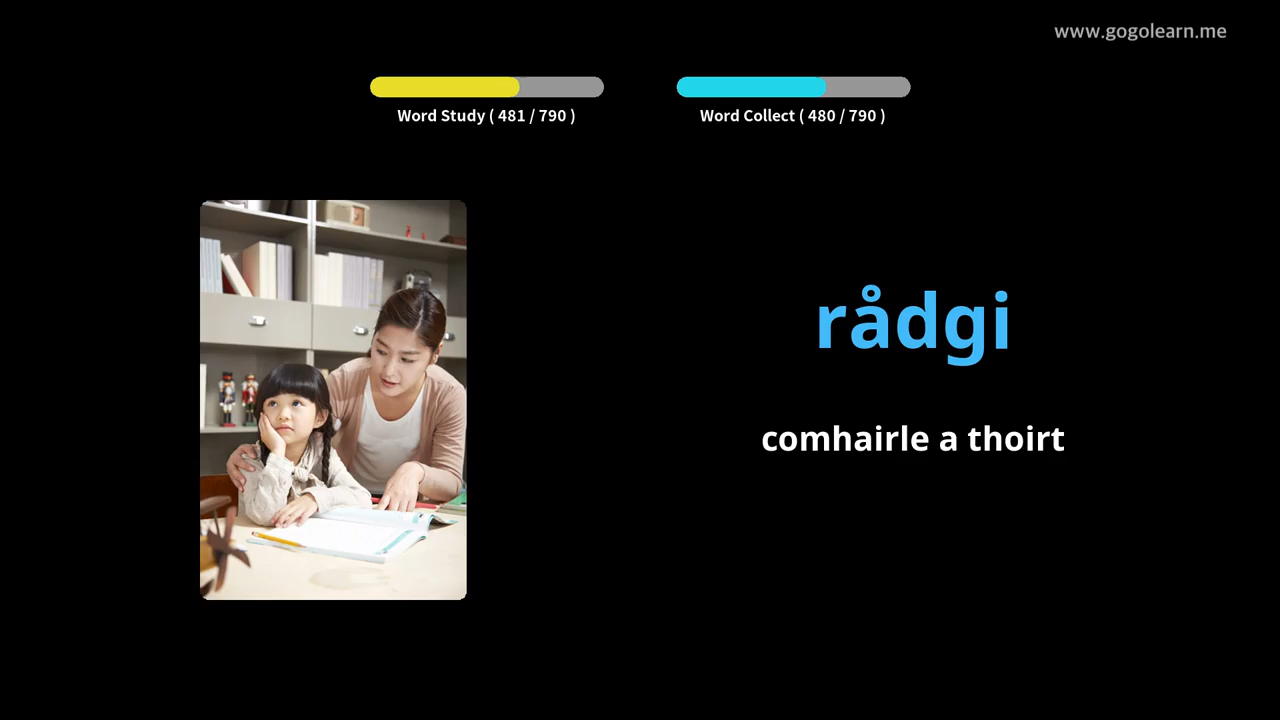 www.gogolearn.me
Word Study ( 481 / 790 )
Word Collect ( 480 / 790 )
rådgi
comhairle a thoirt